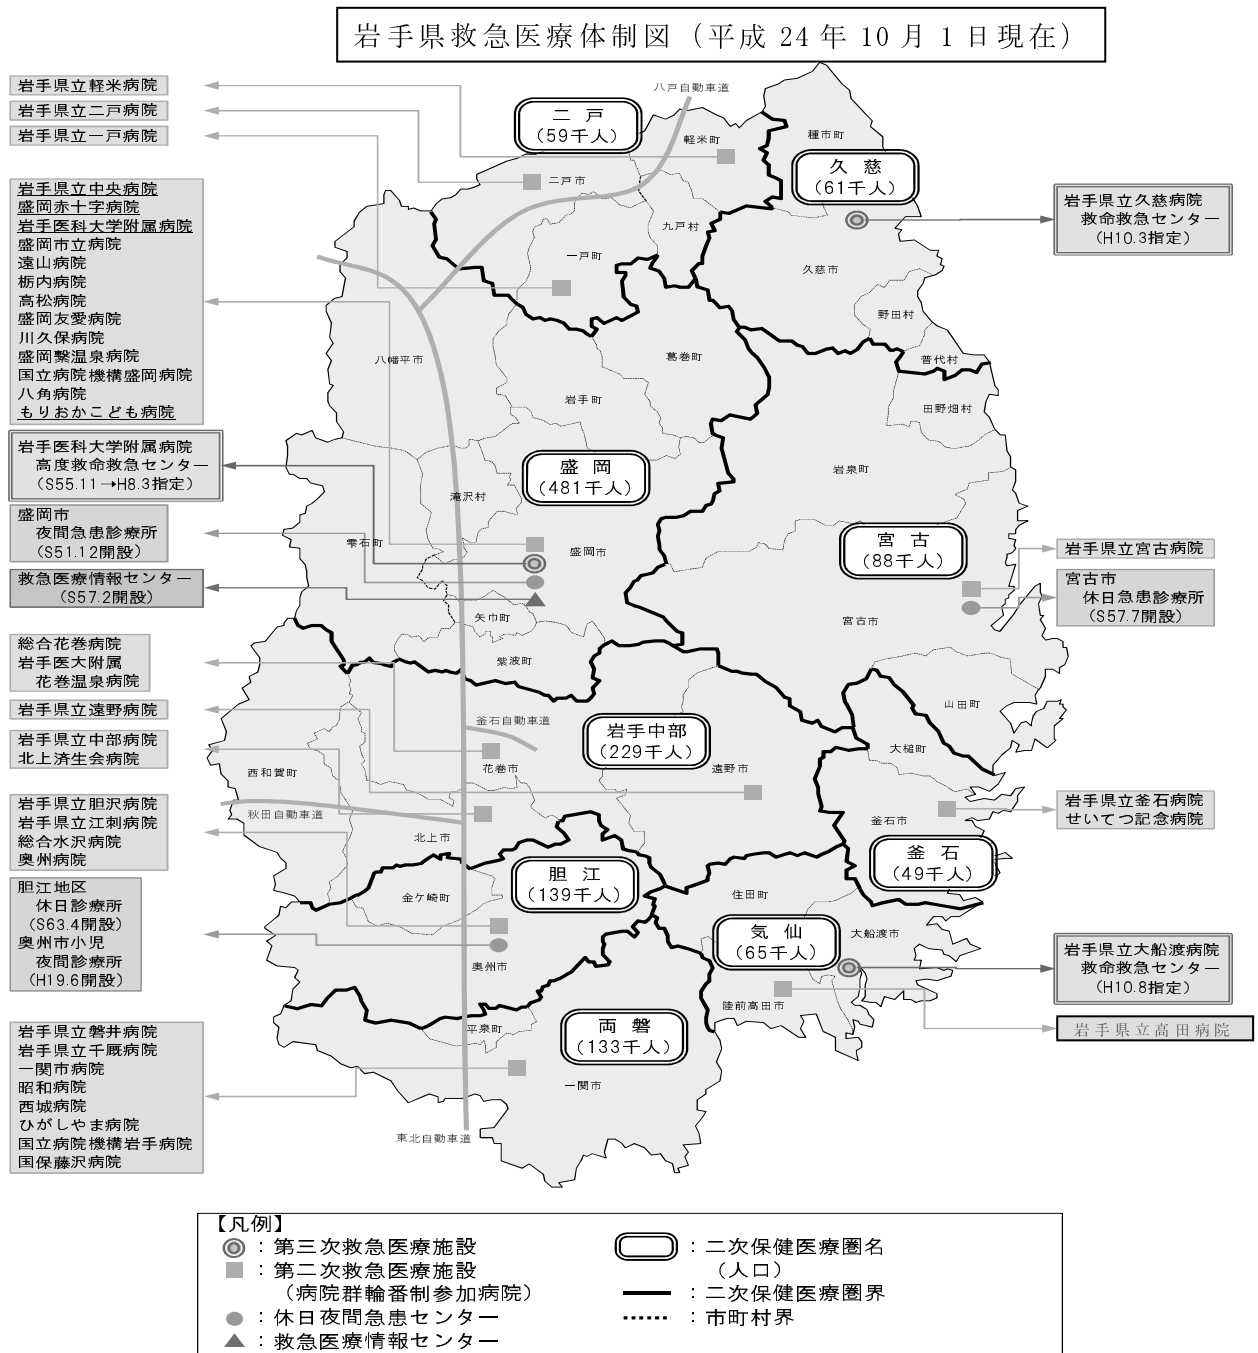 岩手県救急医療体制図（平成 24 年 10 月 1 日現在）
岩手県立軽米病院
岩手県立二戸病院
岩手県立一戸病院
岩手県立中央病院
盛岡赤十字病院
岩手医科大学附属病院
盛岡市立病院
遠山病院
栃内病院
高松病院
盛岡友愛病院
川久保病院
盛岡繋温泉病院
国立病院機構盛岡病院
八角病院
もりおかこども病院
岩手医科大学附属病院
高度救命救急センター
（S55.11→H8.3指定）
盛岡市
夜間急患診療所
（S51.12開設）
救急医療情報センター
（S57.2開設）
総合花巻病院
岩手医大附属
花巻温泉病院
岩手県立遠野病院
岩手県立中部病院
北上済生会病院
岩手県立胆沢病院
岩手県立江刺病院
総合水沢病院
奥州病院
胆江地区
休日診療所
（S63.4開設）
奥州市小児
夜間診療所
（H19.6開設）
岩手県立磐井病院
岩手県立千厩病院
一関市病院
昭和病院
西城病院
ひがしやま病院
国立病院機構岩手病院
国保藤沢病院
八戸自動車道
二 戸
（59千人）
軽米町
種市町
久 慈
（61千人）
二戸市
九戸村
一戸町
久慈市
野田村
普代村
八幡平市
葛巻町
岩手町
田野畑村
岩泉町
盛 岡
（481千人）
滝沢村
雫石町
盛岡市
宮 古
（88千人）
矢巾町
宮古市
紫波町
山田町
釜石自動車道
岩手中部
（229千人）
大槌町
花巻市
遠野市
西和賀町
秋田自動車道
北上市
釜石市
釜 石
（49千人）
胆 江
（139千人）
金ケ崎町
住田町
気 仙
（65千人）
大船渡市
奥州市
陸前高田市
両 磐
（133千人）
平泉町
一関市
東北自動車道
岩手県立久慈病院
救命救急センター
（H10.3指定）
岩手県立宮古病院
宮古市
休日急患診療所
（S57.7開設）
岩手県立釜石病院
せいてつ記念病院
岩手県立大船渡病院
救命救急センター
（H10.8指定）
岩手県立高田病院
【凡例】
：第三次救急医療施設
：第二次救急医療施設
（病院群輪番制参加病院）
：休日夜間急患センター
：救急医療情報センター
：二次保健医療圏名
（人口）
：二次保健医療圏界
：市町村界